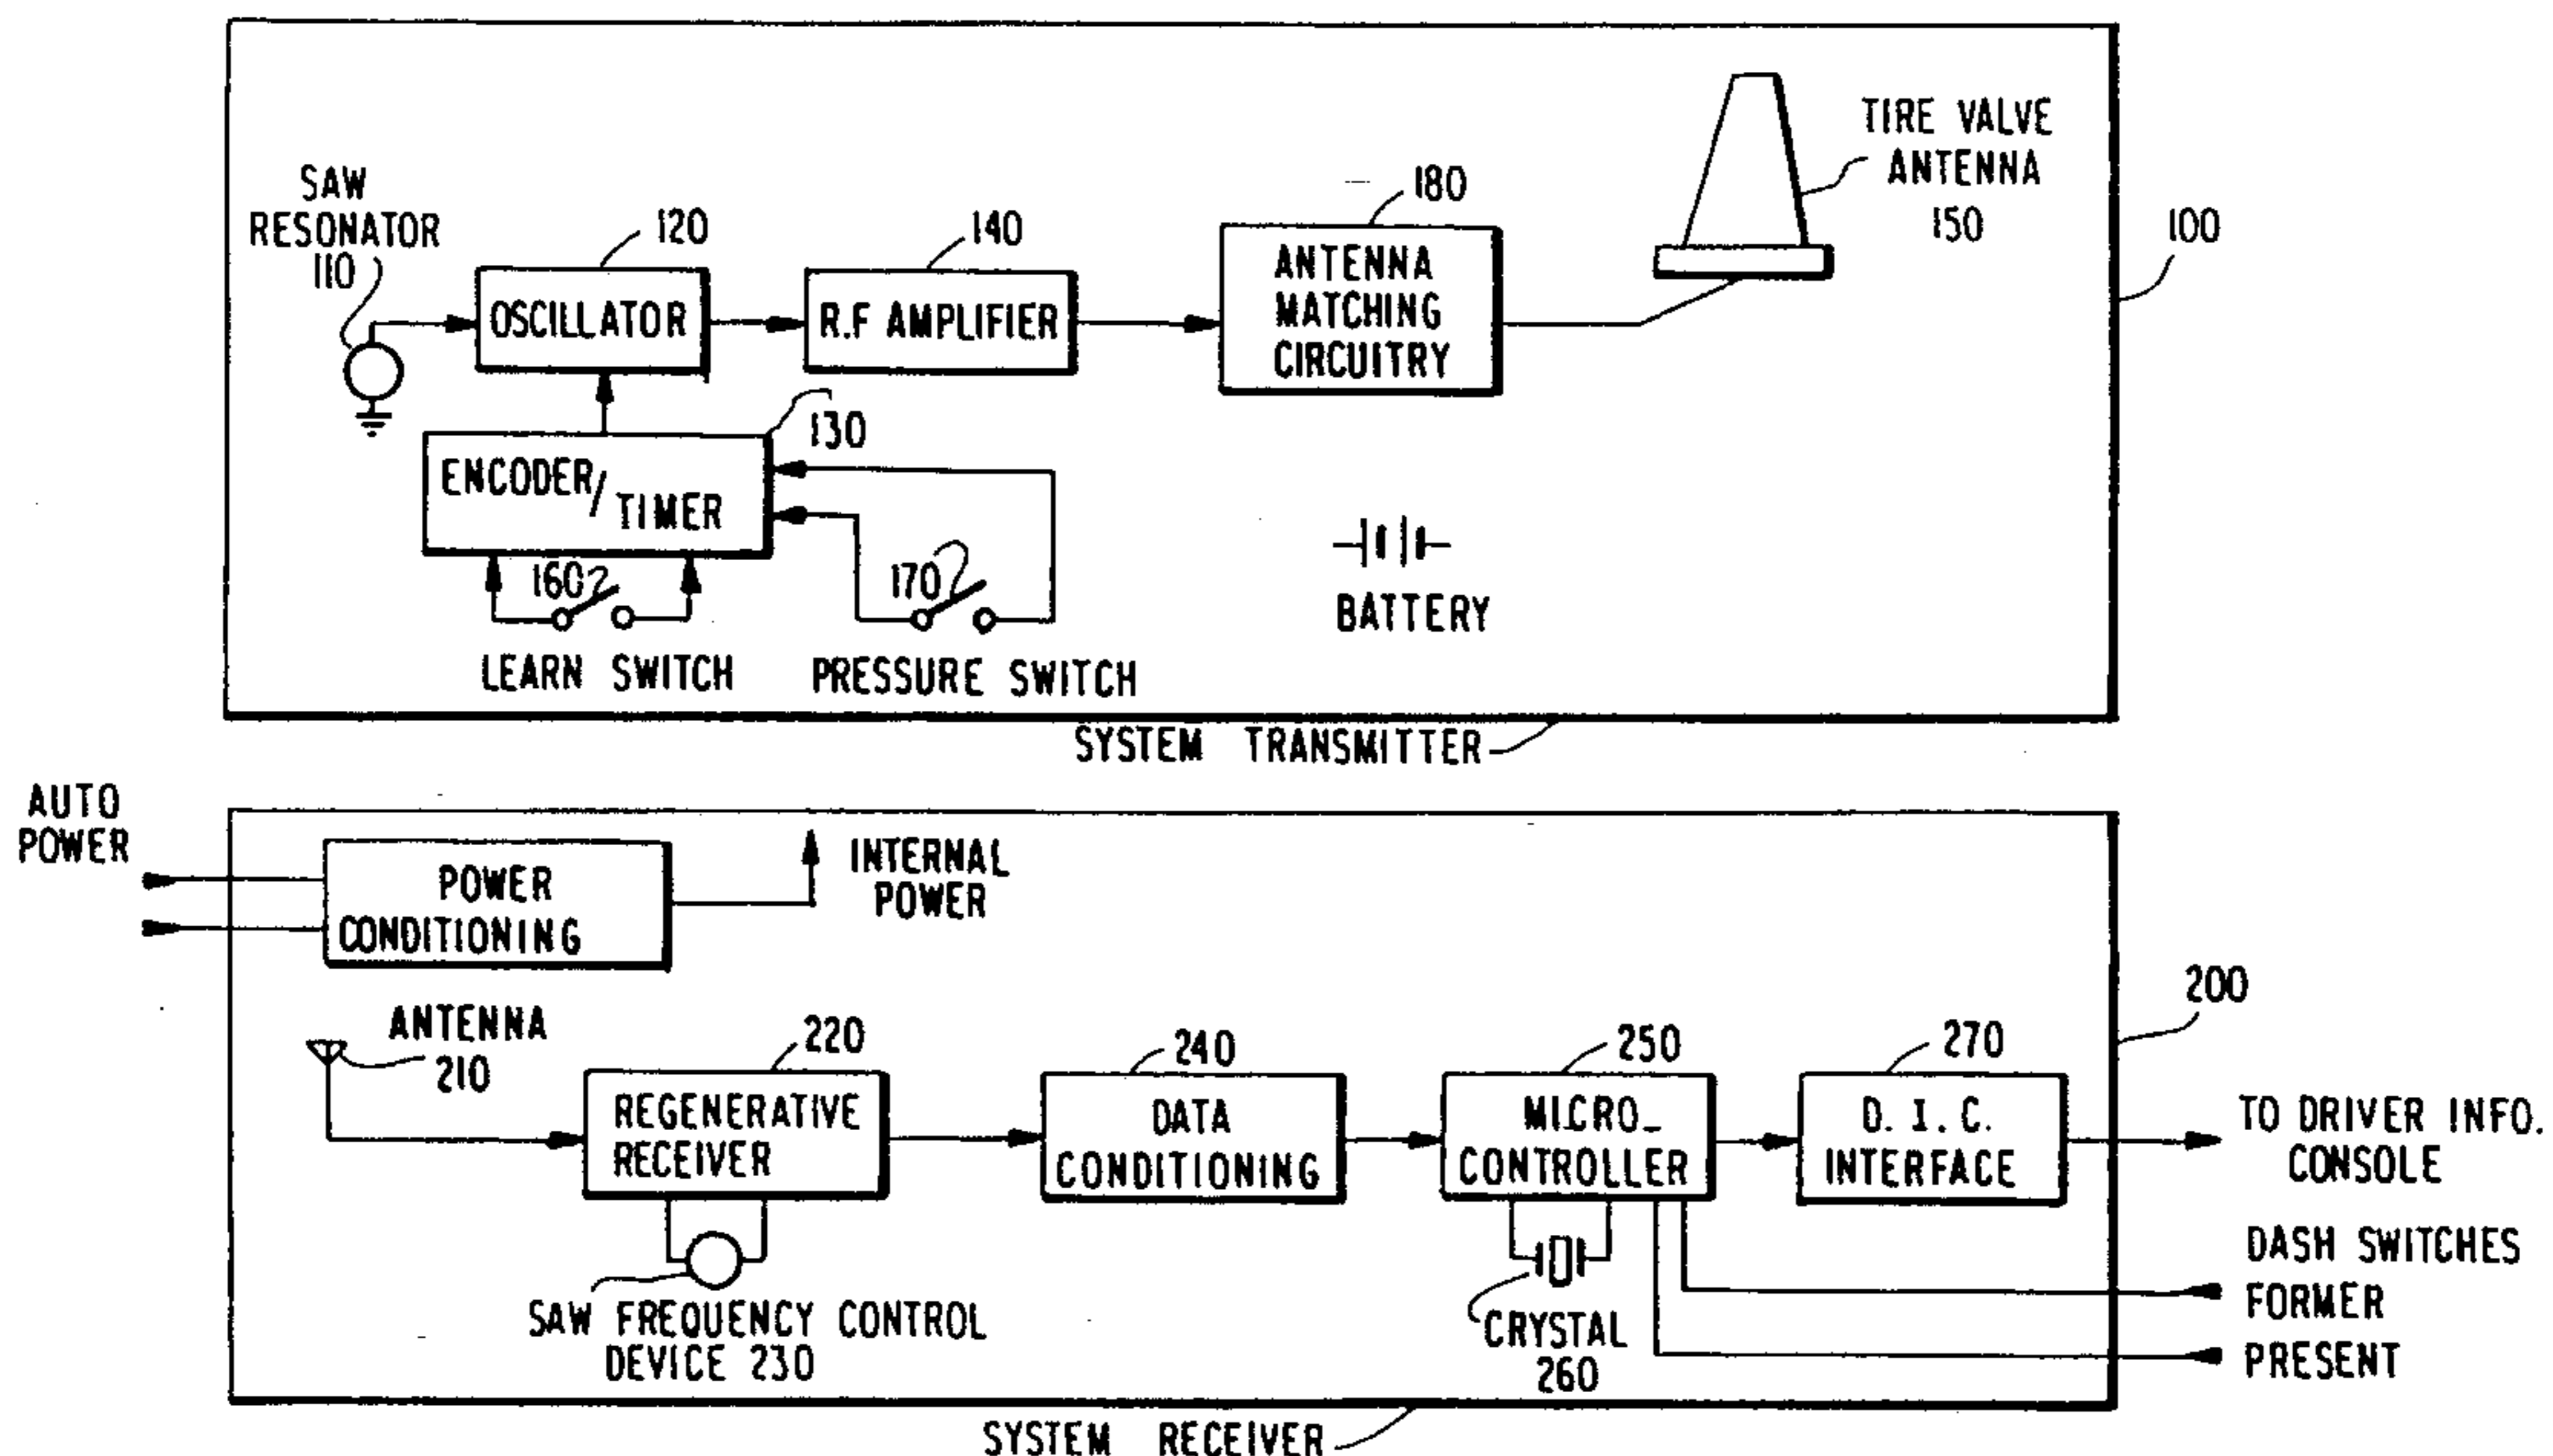 SAW
RESONATOR
110
120
OSCILLATOR
140
R.F AMPLIFIER
180
ANTENNA
MATCHING
CIRCUITRY
TIRE VALVE
ANTENNA
150
100
130
ENCODER/
TIMER
160
170
LEARN SWITCH
PRESSURE SWITCH
BATTERY
SYSTEM TRANSMITTER
AUTO
POWER
POWER
CONDITIONING
INTERNAL
POWER
200
ANTENNA
210
220
REGENERATIVE
RECEIVER
240
DATA
CONDITIONING
250
MICRO-
CONTROLLER
270
D. I. C.
INTERFACE
TO DRIVER INFO.
CONSOLE
SAW FREQUENCY CONTROL
DEVICE 230
CRYSTAL
260
DASH SWITCHES
FORMER
PRESENT
SYSTEM RECEIVER